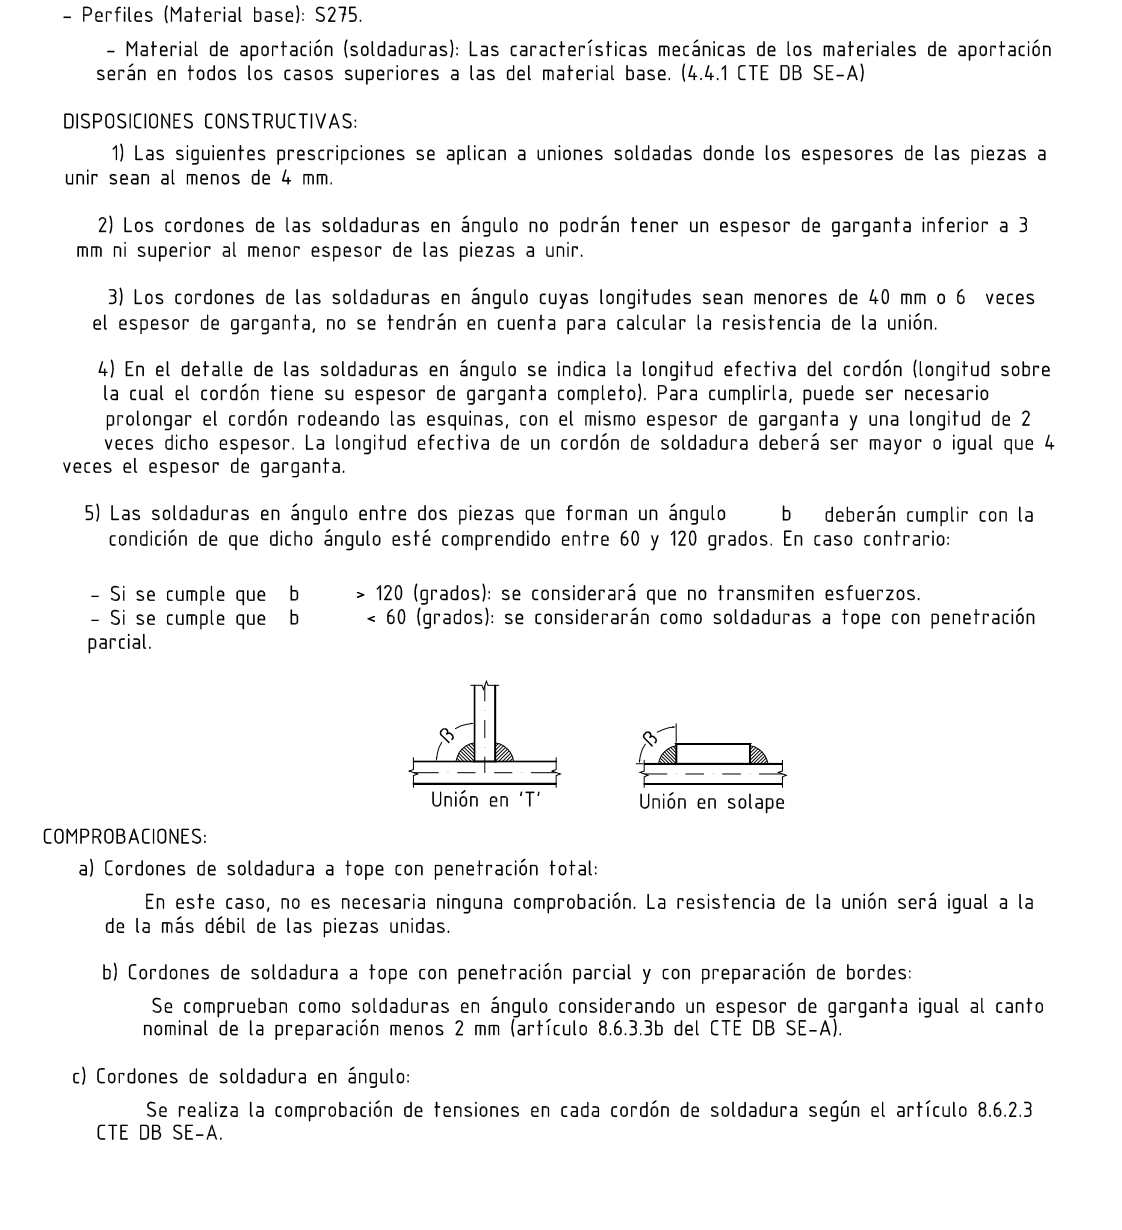 - Perfiles (Material base): S275.
- Material de aportación (soldaduras): Las características mecánicas de los materiales de aportación
serán en todos los casos superiores a las del material base. (4.4.1 CTE DB SE-A)
DISPOSICIONES CONSTRUCTIVAS:
1) Las siguientes prescripciones se aplican a uniones soldadas donde los espesores de las piezas a
unir sean al menos de 4 mm.
2) Los cordones de las soldaduras en ángulo no podrán tener un espesor de garganta inferior a 3
mm ni superior al menor espesor de las piezas a unir.
3) Los cordones de las soldaduras en ángulo cuyas longitudes sean menores de 40 mm o 6 veces
el espesor de garganta, no se tendrán en cuenta para calcular la resistencia de la unión.
4) En el detalle de las soldaduras en ángulo se indica la longitud efectiva del cordón (longitud sobre
la cual el cordón tiene su espesor de garganta completo). Para cumplirla, puede ser necesario
prolongar el cordón rodeando las esquinas, con el mismo espesor de garganta y una longitud de 2
veces dicho espesor. La longitud efectiva de un cordón de soldadura deberá ser mayor o igual que 4
veces el espesor de garganta.
5) Las soldaduras en ángulo entre dos piezas que forman un ángulo b deberán cumplir con la
condición de que dicho ángulo esté comprendido entre 60 y 120 grados. En caso contrario:
- Si se cumple que b > 120 (grados): se considerará que no transmiten esfuerzos.
- Si se cumple que b < 60 (grados): se considerarán como soldaduras a tope con penetración
parcial.
β β
Unión en 'T' Unión en solape
COMPROBACIONES:
a) Cordones de soldadura a tope con penetración total:
En este caso, no es necesaria ninguna comprobación. La resistencia de la unión será igual a la
de la más débil de las piezas unidas.
b) Cordones de soldadura a tope con penetración parcial y con preparación de bordes:
Se comprueban como soldaduras en ángulo considerando un espesor de garganta igual al canto
nominal de la preparación menos 2 mm (artículo 8.6.3.3b del CTE DB SE-A).
c) Cordones de soldadura en ángulo:
Se realiza la comprobación de tensiones en cada cordón de soldadura según el artículo 8.6.2.3
CTE DB SE-A.